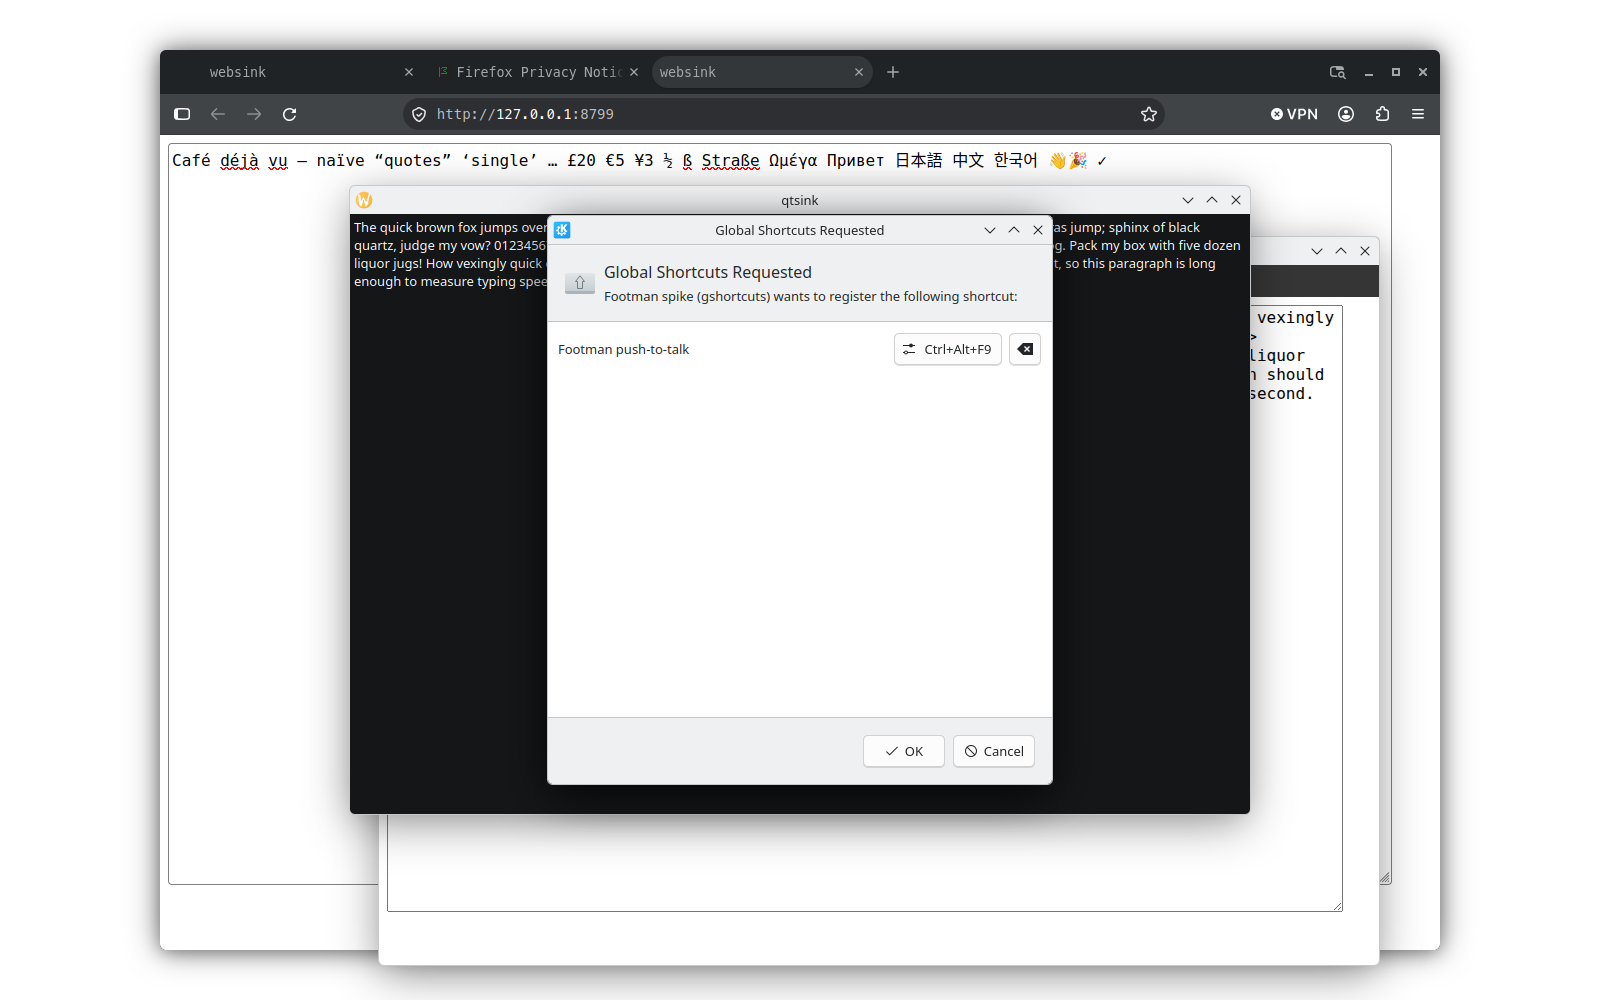 websink
Firefox Privacy Notic
websink
http://127.0.0.1:8799
VPN
Café déjà vu — naïve “quotes” ‘single’ … £20 €5 ¥3 ½ ß Straße Ωμέγα Привет 日本語 中文 한국어 👋🎉 ✓
qtsink
The quick brown fox jumps over
as jump; sphinx of black
quartz, judge my vow? 0123456
g. Pack my box with five dozen
liquor jugs! How vexingly quick
t, so this paragraph is long
enough to measure typing spee
Global Shortcuts Requested
Global Shortcuts Requested
Footman spike (gshortcuts) wants to register the following shortcut:
Footman push-to-talk
Ctrl+Alt+F9
OK
Cancel
vexingly
>
liquor
should
second.